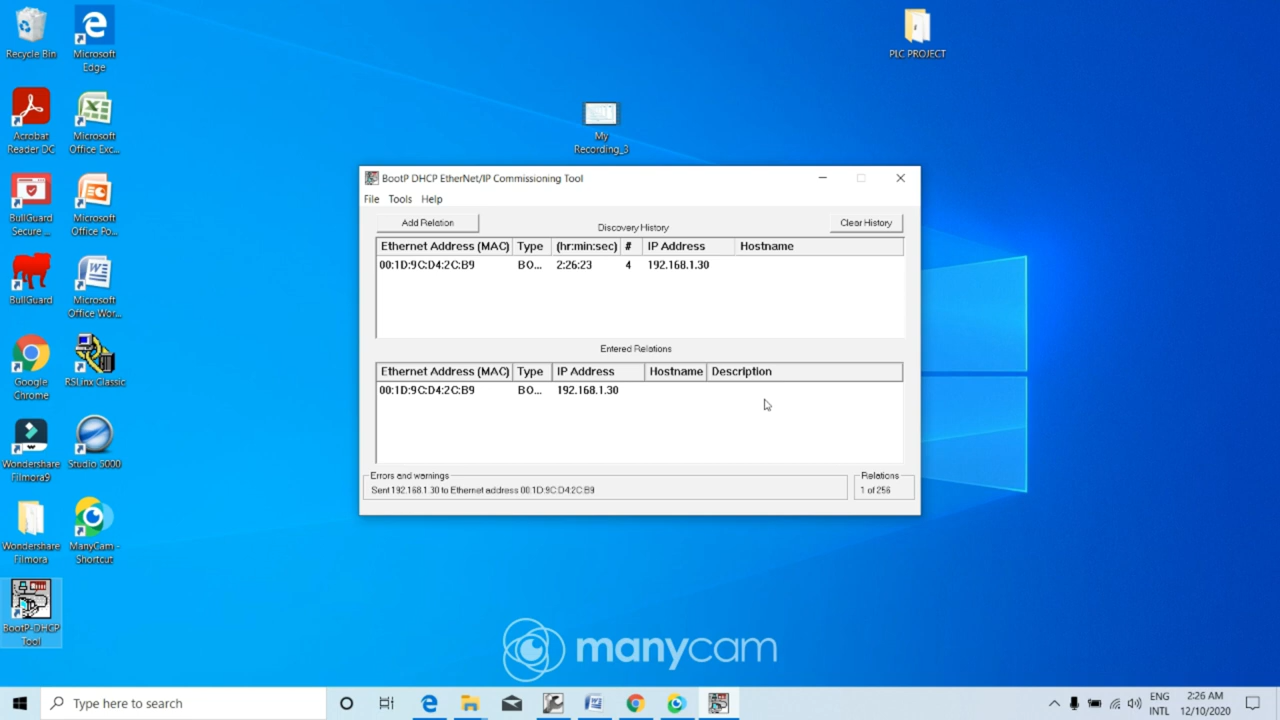 Recycle Bin
Microsoft
Edge
Acrobat
Reader DC
Microsoft
Office Exc...
BullGuard
Secure ...
Microsoft
Office Po...
BullGuard
Microsoft
Office Wor...
Google
Chrome
RSLinx Classic
Wondershare
Filmora9
Studio 5000
Wondershare
Filmora
ManyCam -
Shortcut
BootP-DHCP
Tool
PLC PROJECT
My
Recording_3
BootP DHCP EtherNet/IP Commissioning Tool
File Tools Help
Add Relation Discovery History Clear History
Ethernet Address (MAC) Type (hr:min:sec) # IP Address Hostname
00:1D:9C:D4:2C:B9 BO... 2:26:23 4 192.168.1.30
Entered Relations
Ethernet Address (MAC) Type IP Address Hostname Description
00:1D:9C:D4:2C:B9 BO... 192.168.1.30
Errors and warnings Relations
Sent 192.168.1.30 to Ethernet address 00:1D:9C:D4:2C:B9 1 of 256
manycam
Type here to search
ENG
INTL
2:26 AM
12/10/2020